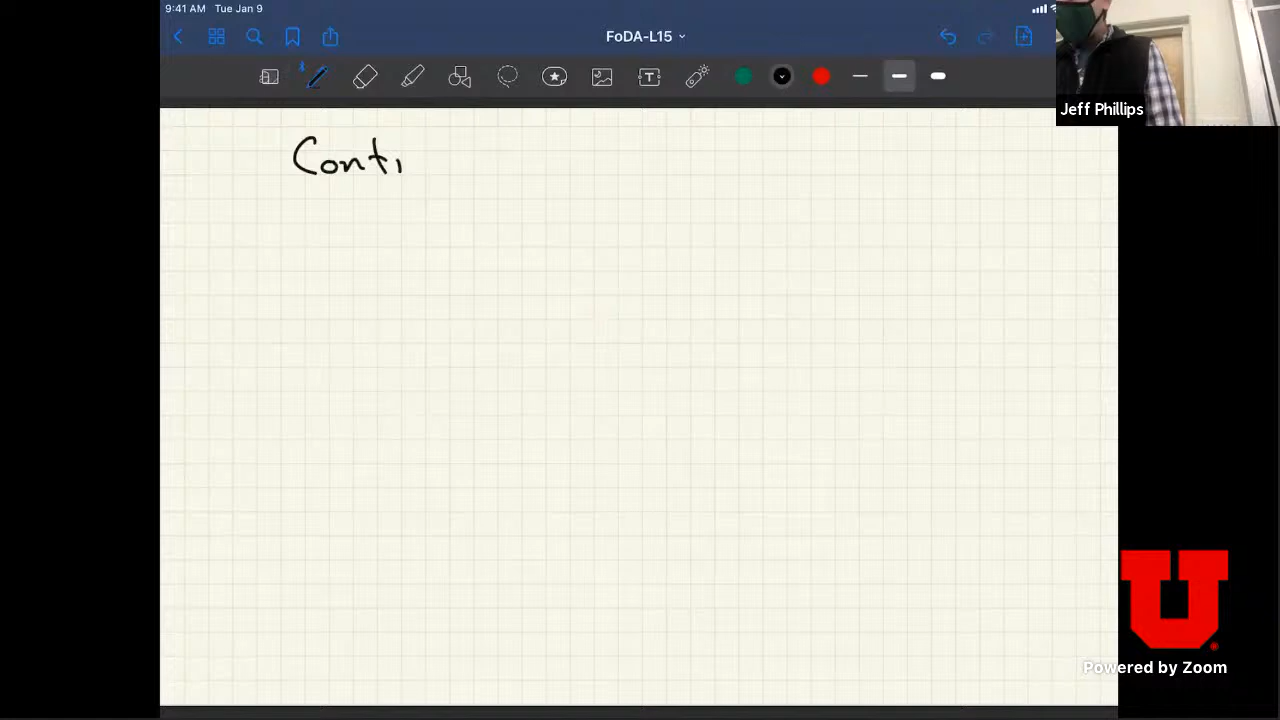 9:41 AM Tue Jan 9
FoDA-L15
Jeff Phillips
Conti
U
Powered by Zoom